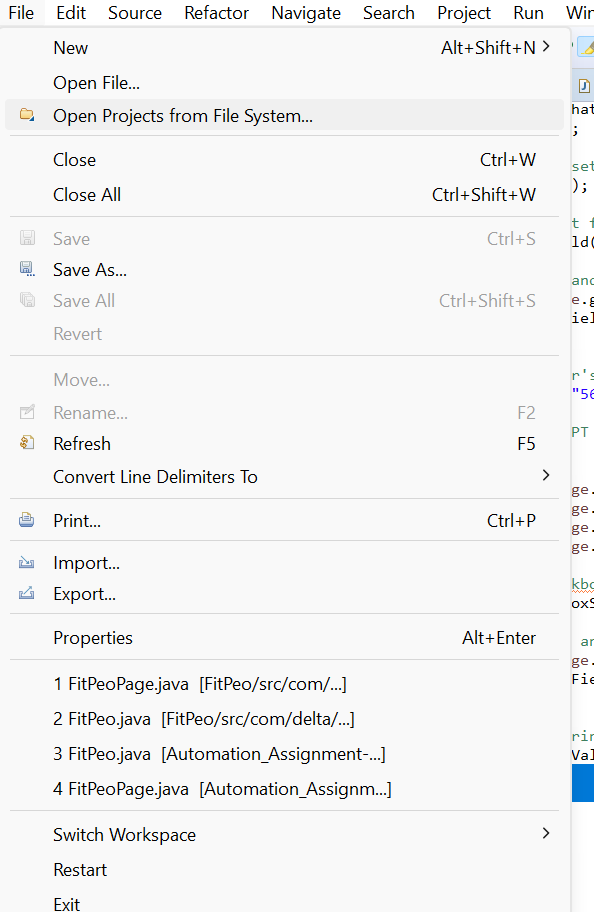 File Edit Source Refactor Navigate Search Project Run Win
New Alt+Shift+N
Open File...
Open Projects from File System...
hat
;
Close Ctrl+W
set
Close All Ctrl+Shift+W
);
t f
Save Ctrl+S
ld(
Save As...
and
Save All Ctrl+Shift+S
e.g
iel
Revert
Move...
r's
"56
Rename... F2
PT
Refresh F5
Convert Line Delimiters To
ge.
ge.
Print... Ctrl+P
ge.
ge.
Import...
kbo
Export...
oxS
Properties Alt+Enter
an
ge.
1 FitPeoPage.java [FitPeo/src/com/...]
Fie
2 FitPeo.java [FitPeo/src/com/delta/...]
rin
3 FitPeo.java [Automation_Assignment-...]
Val
4 FitPeoPage.java [Automation_Assignm...]
Switch Workspace
Restart
Exit